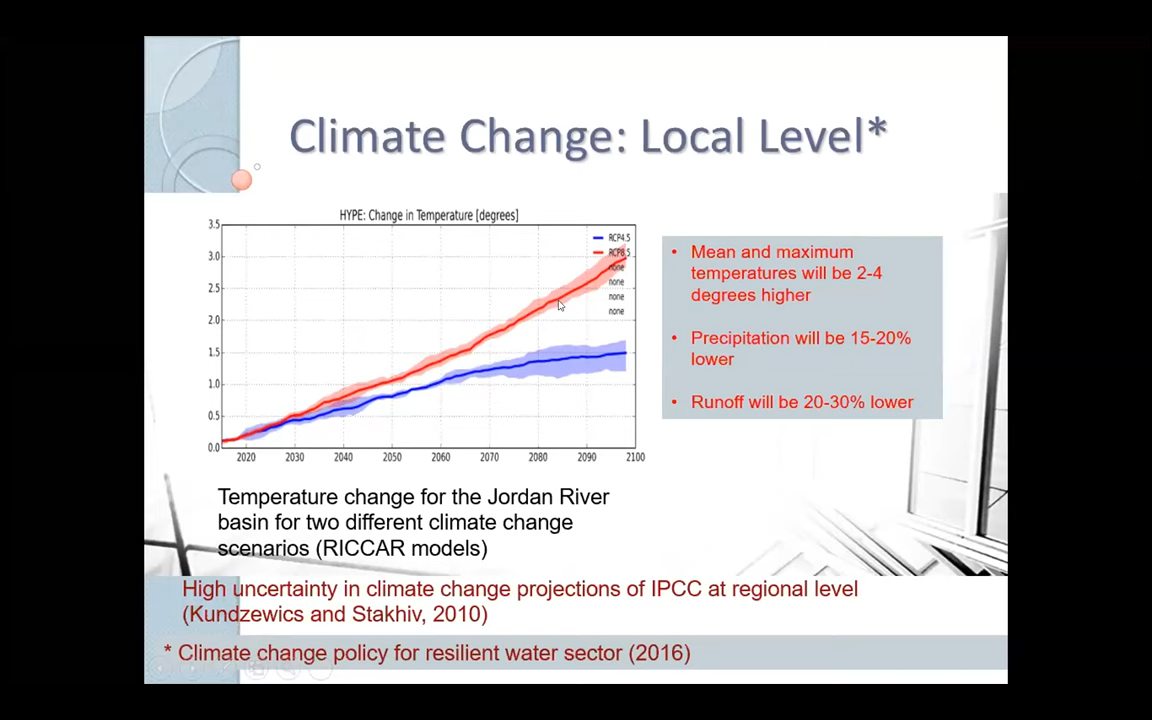 Climate Change: Local Level*
HYPE: Change in Temperature [degrees]
3.5
3.0
2.5
2.0
1.5
1.0
0.5
0.0
2020 2030 2040 2050 2060 2070 2080 2090 2100
RCP4.5
RCP8.5
none
none
none
none
• Mean and maximum
temperatures will be 2-4
degrees higher
• Precipitation will be 15-20%
lower
• Runoff will be 20-30% lower
Temperature change for the Jordan River
basin for two different climate change
scenarios (RICCAR models)
High uncertainty in climate change projections of IPCC at regional level
(Kundzewics and Stakhiv, 2010)
* Climate change policy for resilient water sector (2016)